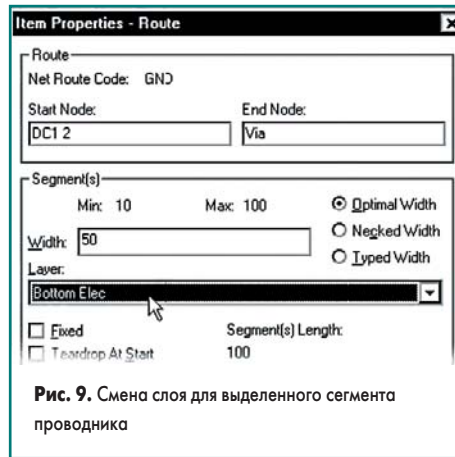 Item Properties - Route
Route
Net Route Code: GND
Start Node: End Node:
DC1 2 Via
Segment(s)
Min: 10 Max: 100 Optimal Width
Necked Width
Width: 50 Typed Width
Layer:
Bottom Elec
Fixed Segment(s) Length:
Teardrop At Start 100
Рис. 9. Смена слоя для выделенного сегмента
проводника